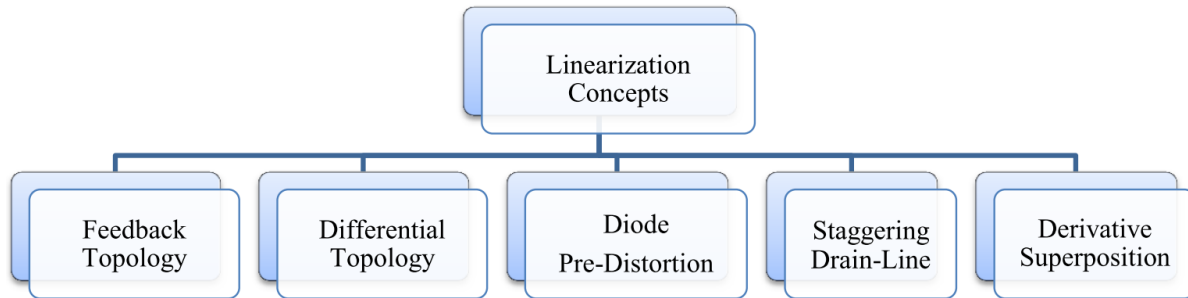 Linearization
Concepts
Feedback
Topology
Differential
Topology
Diode
Pre-Distortion
Staggering
Drain-Line
Derivative
Superposition